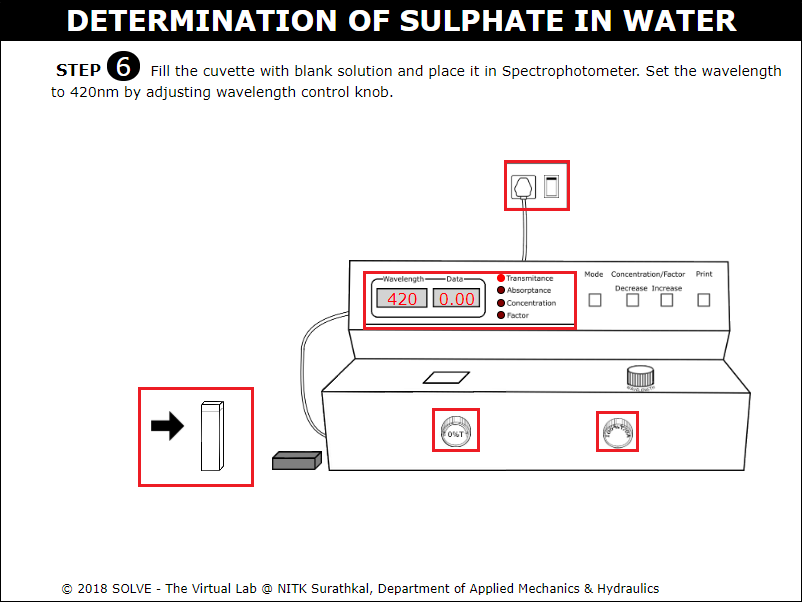 DETERMINATION OF SULPHATE IN WATER
STEP 6 Fill the cuvette with blank solution and place it in Spectrophotometer. Set the wavelength
to 420nm by adjusting wavelength control knob.
Wavelength Data
420 0.00
Transmitance
Absorptance
Concentration
Factor
Mode Concentration/Factor Print
Decrease Increase
0%T
© 2018 SOLVE - The Virtual Lab @ NITK Surathkal, Department of Applied Mechanics & Hydraulics